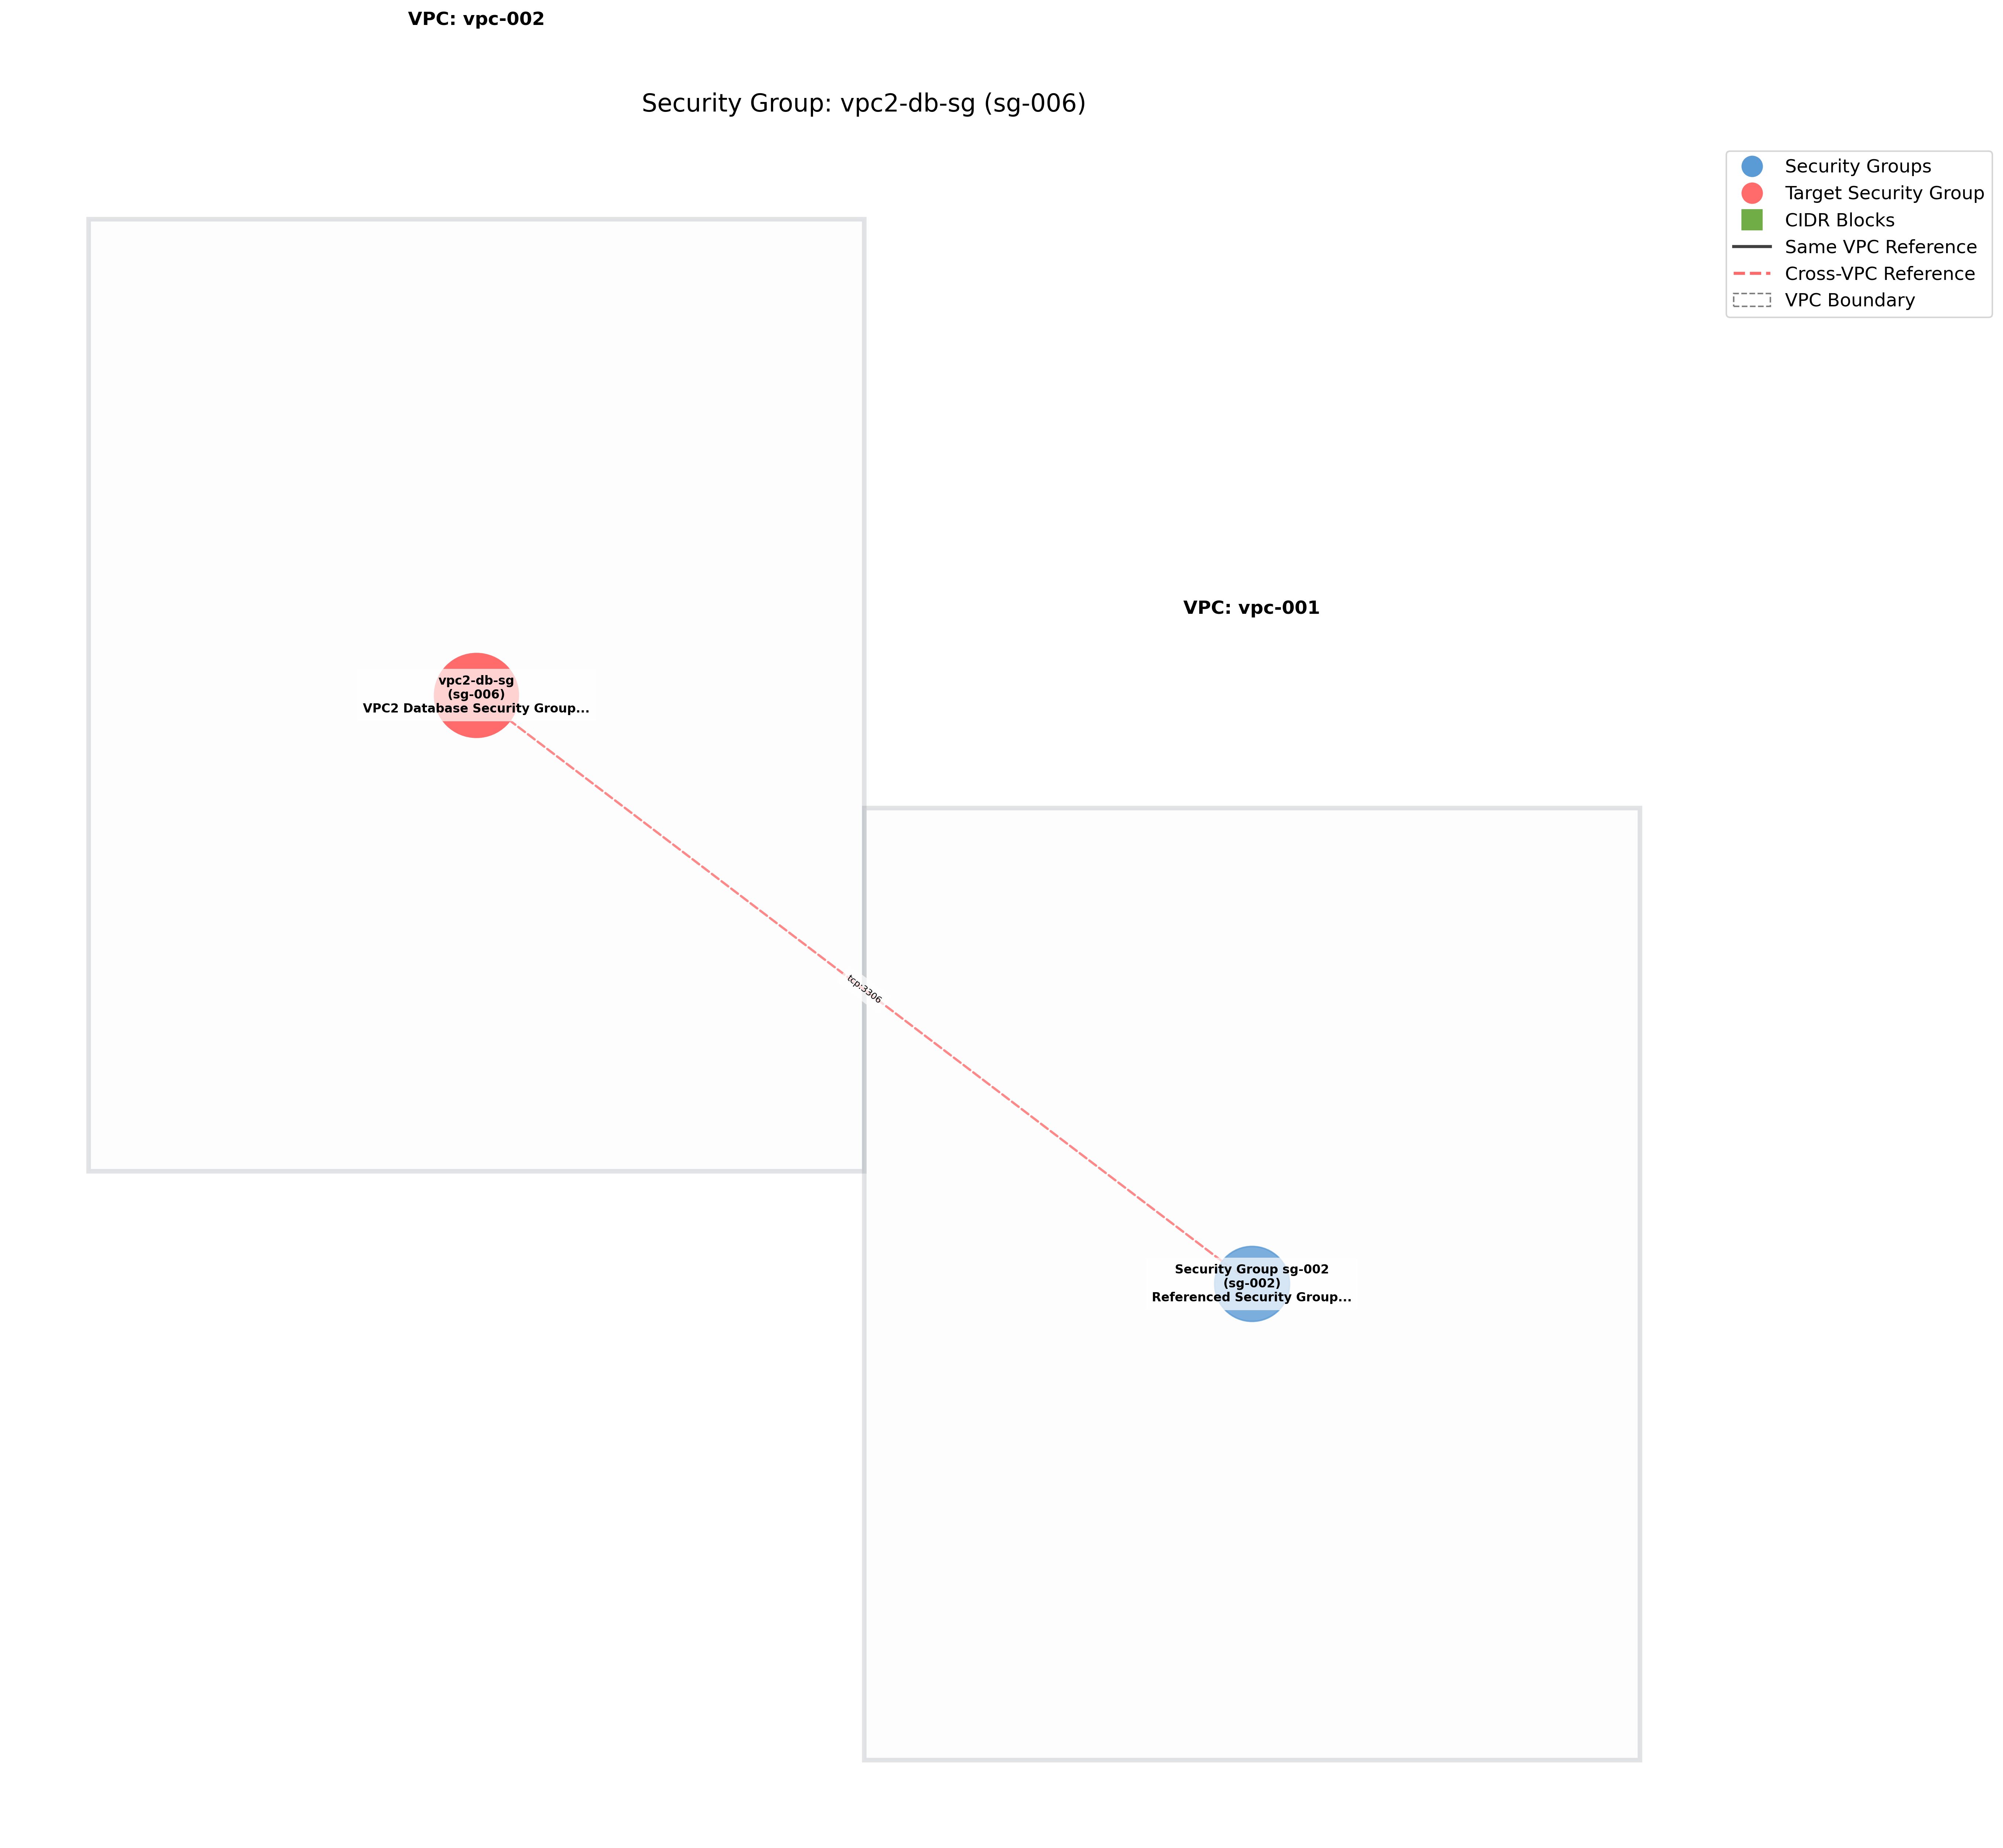 VPC: vpc-002
Security Group: vpc2-db-sg (sg-006)
Security Groups
Target Security Group
CIDR Blocks
Same VPC Reference
Cross-VPC Reference
VPC Boundary
VPC: vpc-001
vpc2-db-sg
(sg-006)
VPC2 Database Security Group...
tcp:3306
Security Group sg-002
(sg-002)
Referenced Security Group...